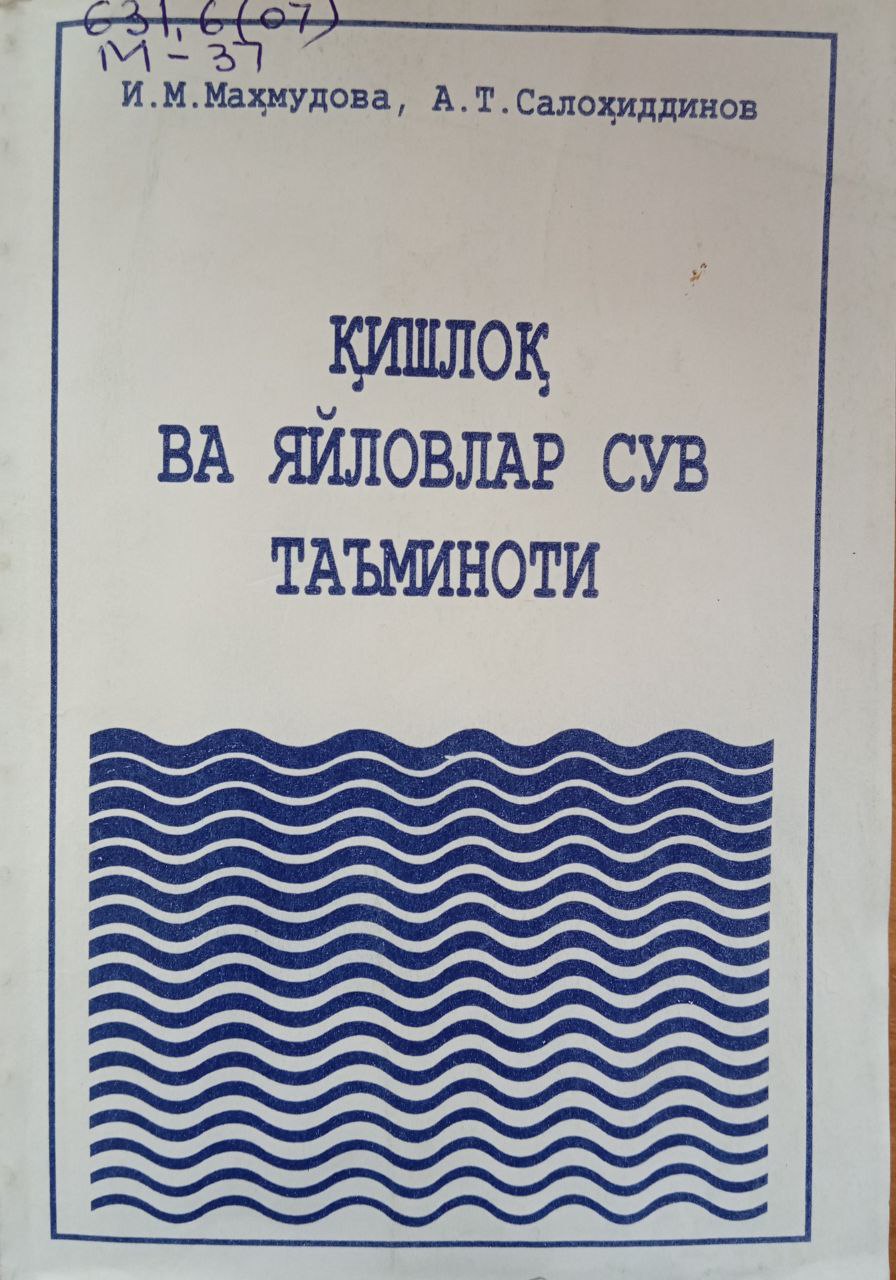 631.6(07)
М-37
И.М.Маҳмудова, А.Т.Салоҳиддинов
ҚИШЛОҚ
ВА ЯЙЛОВЛАР СУВ
ТАЪМИНОТИ